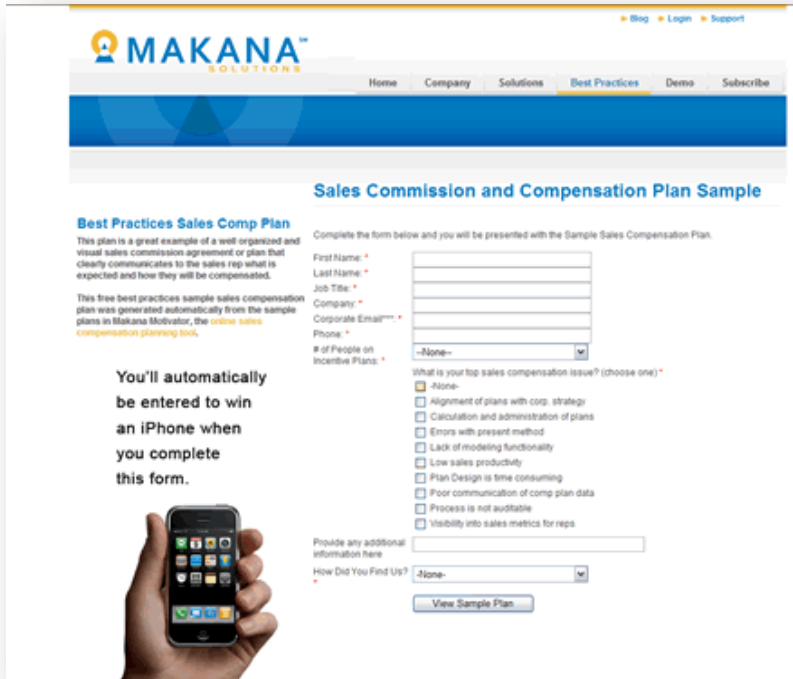 Blog Login Support
MAKANA SM
SOLUTIONS
Home Company Solutions Best Practices Demo Subscribe
Sales Commission and Compensation Plan Sample
Best Practices Sales Comp Plan
This plan is a great example of a well organized and
visual sales commission agreement or plan that
clearly communicates to the sales rep what is
expected and how they will be compensated.
This free best practices sample sales compensation
plan was generated automatically from the sample
plans in Makana Motivator, the online sales
compensation planning tool.
You'll automatically
be entered to win
an iPhone when
you complete
this form.
Complete the form below and you will be presented with the Sample Sales Compensation Plan.
First Name: *
Last Name: *
Job Title: *
Company: *
Corporate Email***: *
Phone: *
# of People on
Incentive Plans: *
--None--
What is your top sales compensation issue? (choose one) *
-None-
Alignment of plans with corp. strategy
Calculation and administration of plans
Errors with present method
Lack of modeling functionality
Low sales productivity
Plan Design is time consuming
Poor communication of comp plan data
Process is not auditable
Visibility into sales metrics for reps
Provide any additional
information here
How Did You Find Us?
*
-None-
View Sample Plan